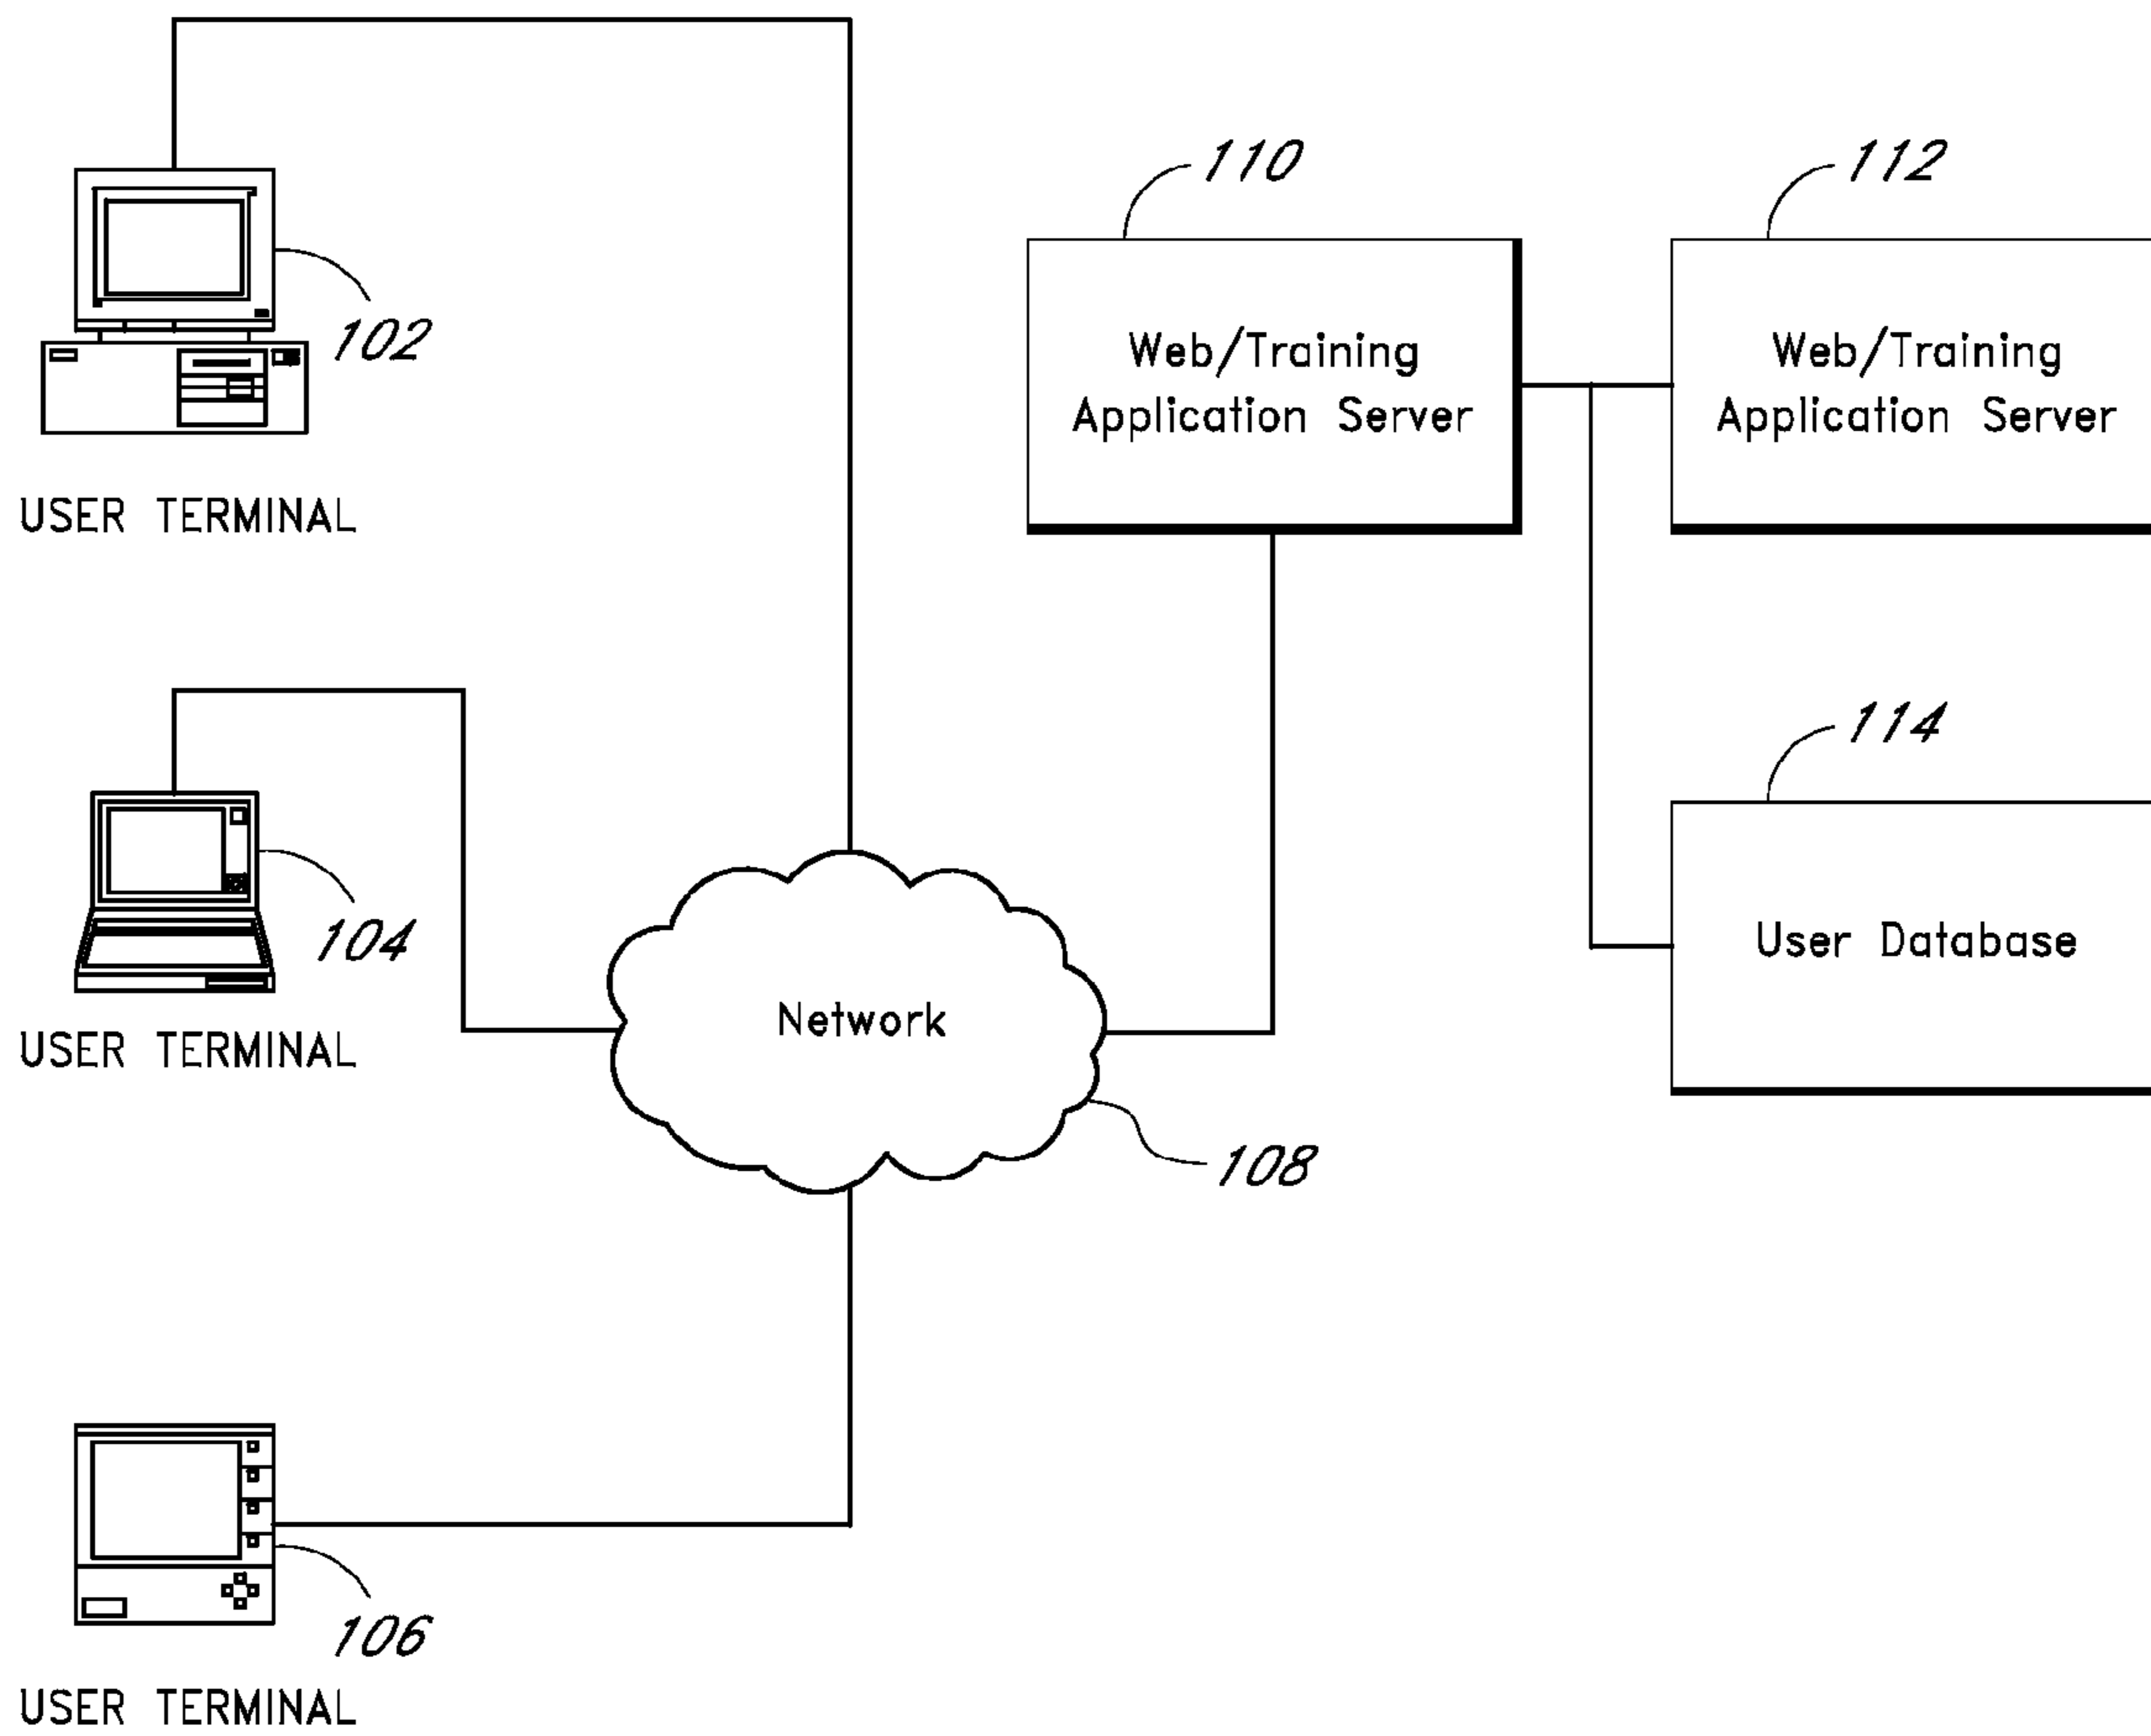 110
112
102
Web/Training
Application Server
Web/Training
Application Server
USER TERMINAL
114
104
User Database
Network
USER TERMINAL
108
106
USER TERMINAL